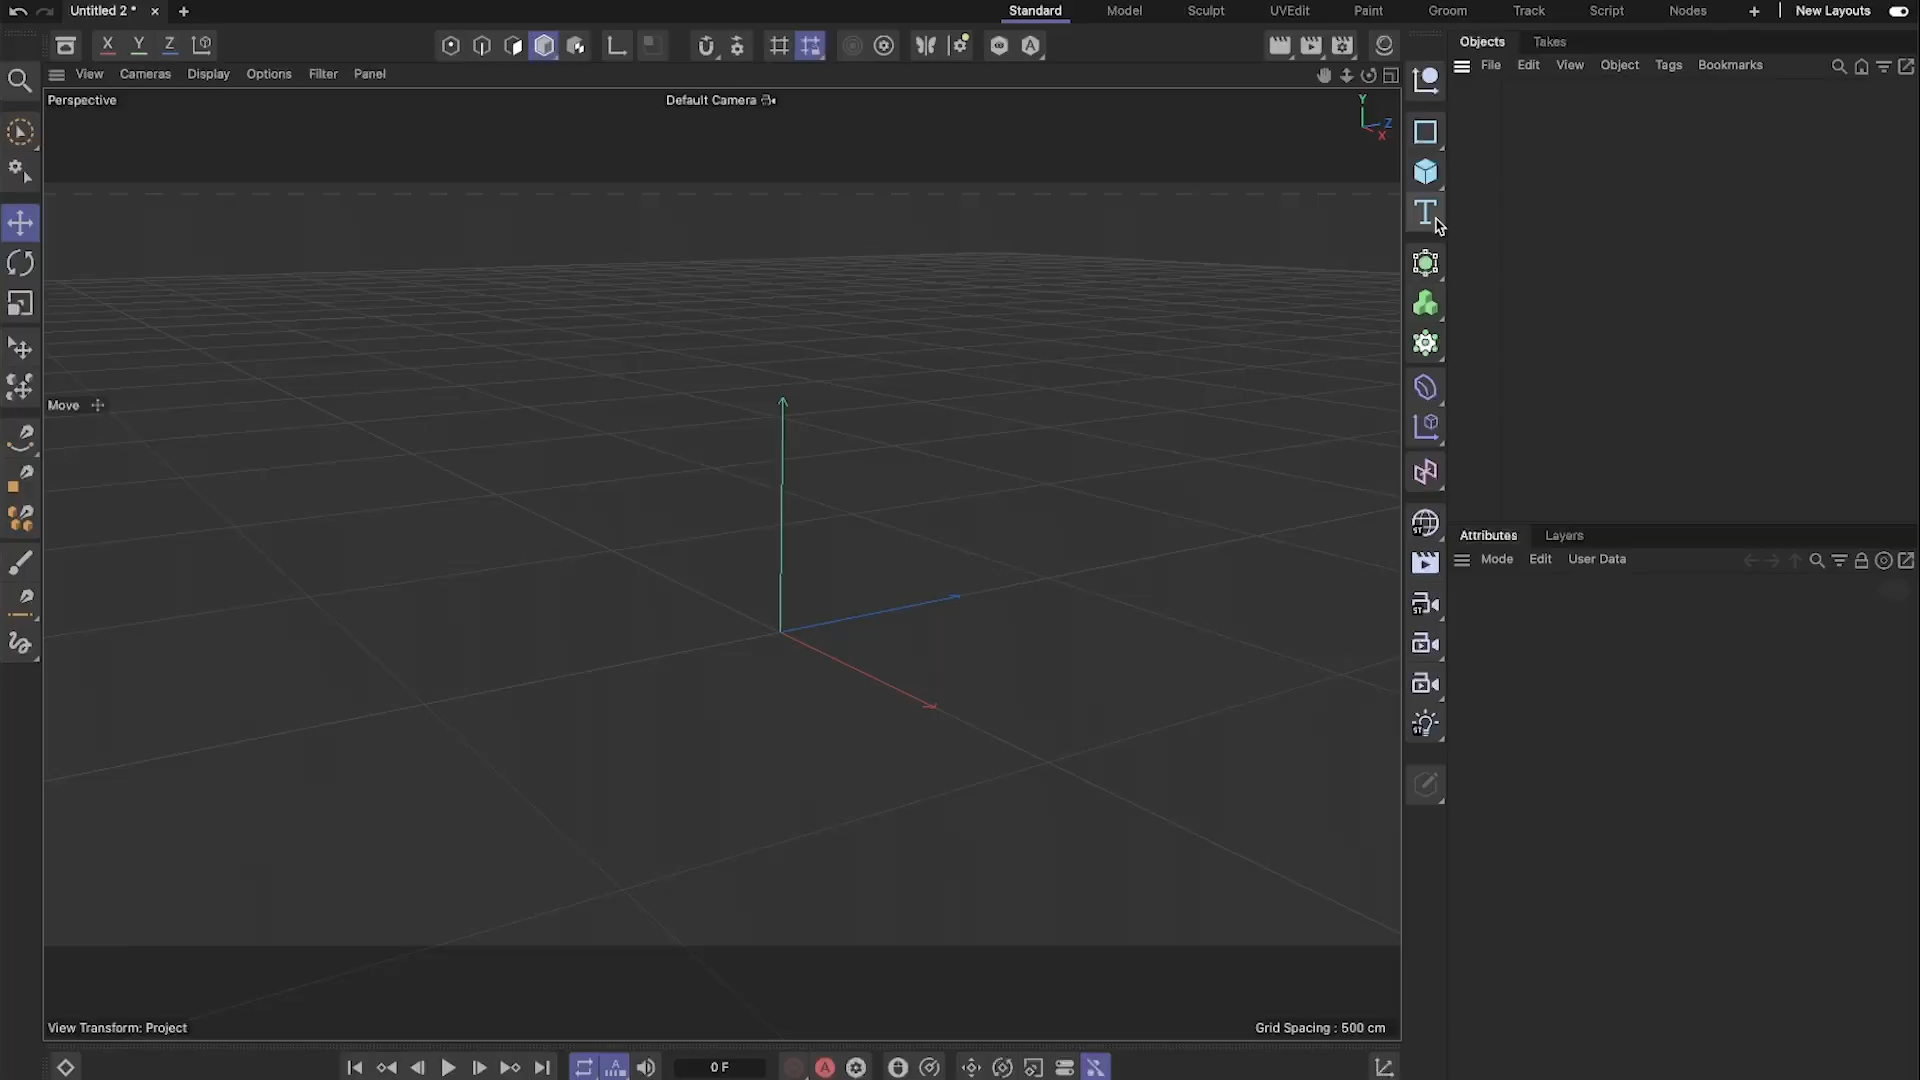 Untitled 2 *
Standard Model Sculpt UVEdit Paint Groom Track Script Nodes New Layouts
X Y Z
Objects Takes
File Edit View Object Tags Bookmarks
View Cameras Display Options Filter Panel
Perspective
Default Camera
Y
Z
X
Move
Attributes Layers
Mode Edit User Data
View Transform: Project
Grid Spacing : 500 cm
0 F